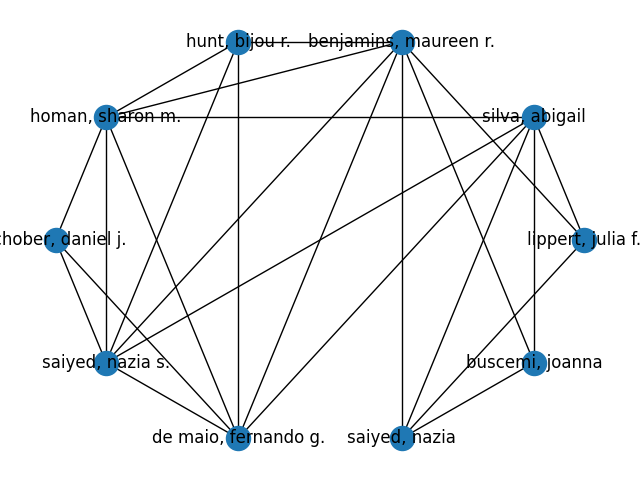 hunt, bijou r.
benjamins, maureen r.
homan, sharon m.
silva, abigail
chober, daniel j.
lippert, julia f.
saiyed, nazia s.
buscemi, joanna
de maio, fernando g.
saiyed, nazia